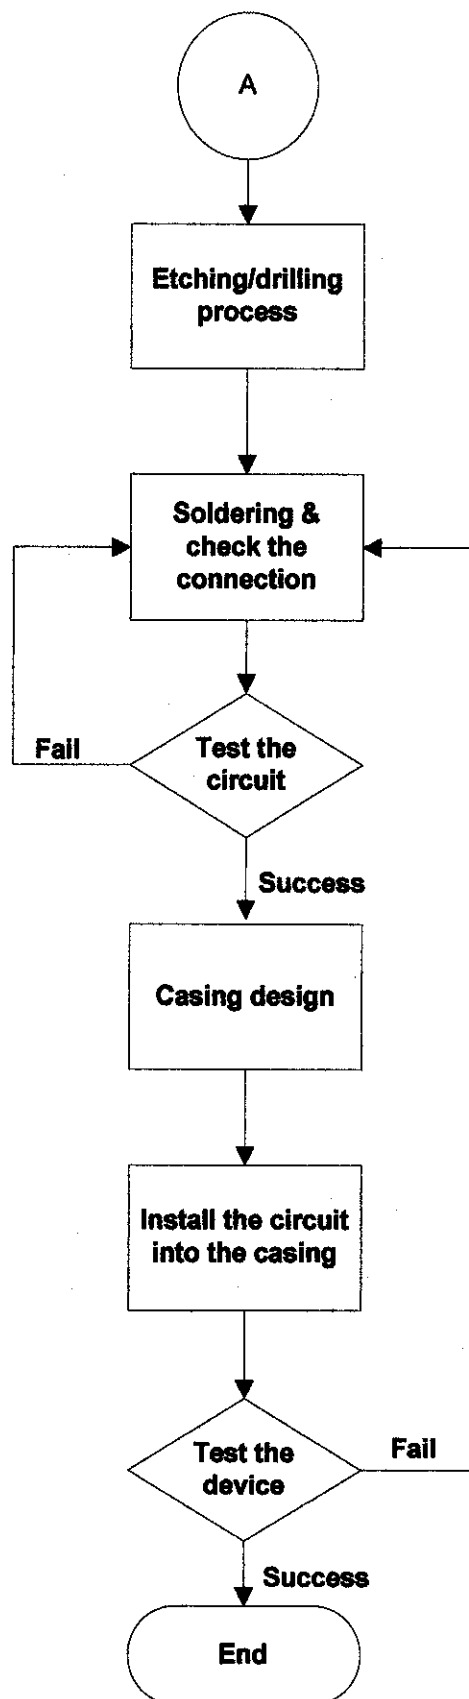 A
Etching/drilling
process
Soldering &
check the
connection
Fail
Test the
circuit
Success
Casing design
Install the circuit
into the casing
Test the
device
Fail
Success
End